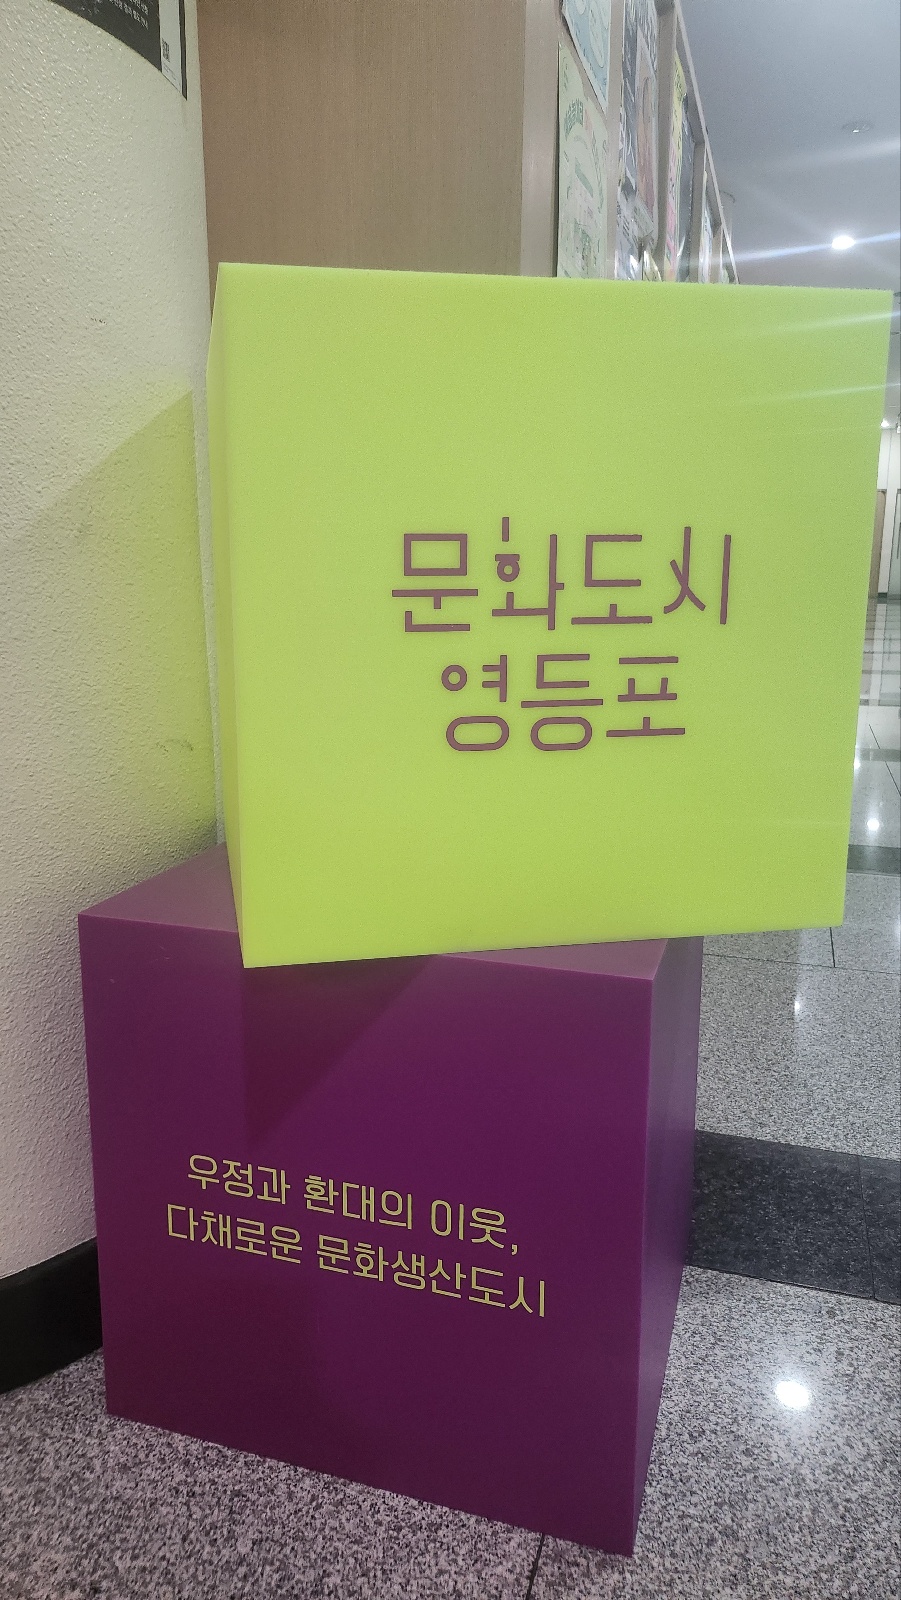 문화도시
영등포
우정과 환대의 이웃,
다채로운 문화생산도시